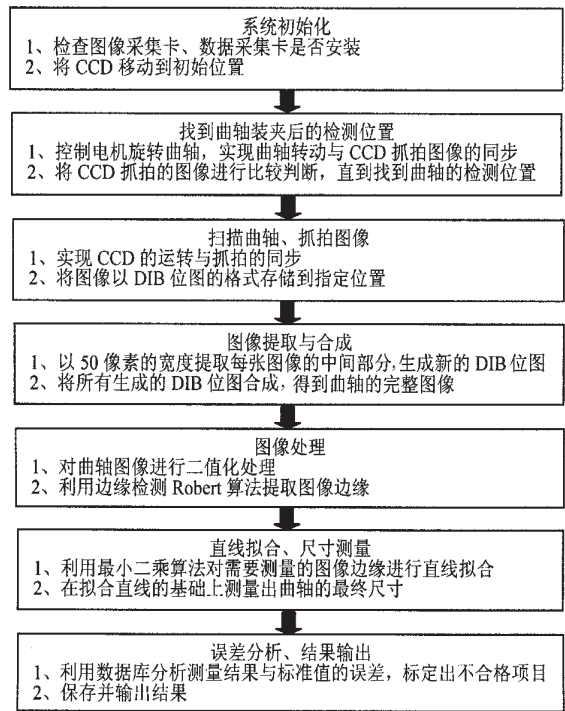 系统初始化
1、检查图像采集卡、数据采集卡是否安装
2、将 CCD 移动到初始位置
找到曲轴装夹后的检测位置
1、控制电机旋转曲轴，实现曲轴转动与 CCD 抓拍图像的同步
2、将 CCD 抓拍的图像进行比较判断，直到找到曲轴的检测位置
扫描曲轴、抓拍图像
1、实现 CCD 的运转与抓拍的同步
2、将图像以 DIB 位图的格式存储到指定位置
图像提取与合成
1、以 50 像素的宽度提取每张图像的中间部分,生成新的 DIB 位图
2、将所有生成的 DIB 位图合成，得到曲轴的完整图像
图像处理
1、对曲轴图像进行二值化处理
2、利用边缘检测 Robert 算法提取图像边缘
直线拟合、尺寸测量
1、利用最小二乘算法对需要测量的图像边缘进行直线拟合
2、在拟合直线的基础上测量出曲轴的最终尺寸
误差分析、结果输出
1、利用数据库分析测量结果与标准值的误差，标定出不合格项目
2、保存并输出结果